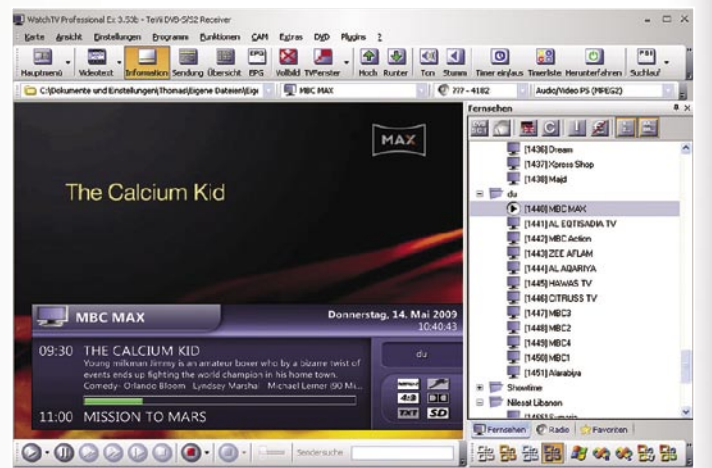 WatchTV Professional Ex 3.50b - TeVii DVB-S/S2 Receiver
Karte Ansicht Einstellungen Programm Funktionen CAM Extras DVD Plugins ?
Hauptmenü Videotext Information Sendung Übersicht EPG Vollbild TVFenster Hoch Runter Ton Stumm Timer ein/aus Timerliste Herunterfahren Suchlauf
C:\Dokumente und Einstellungen\Thomas\Eigene Dateien\Eige MBC MAX ??? - 4182 Audio/Video PS (MPEG2)
Fernsehen
MAX
The Calcium Kid
[1436] Dream
[1437] Xpress Shop
[1438] Majd
du
[1440] MBC MAX
[1441] AL EQTISADIA TV
[1442] MBC Action
[1443] ZEE AFLAM
[1444] AL AQARIYA
[1445] HAWAS TV
[1446] CITRUSS TV
[1447] MBC3
[1448] MBC2
[1449] MBC4
[1450] MBC1
[1451] Alarabiya
Showtime
Nilesat Libanon
MBC MAX
Donnerstag, 14. Mai 2009
10:40:43
09:30 THE CALCIUM KID
Young milkman Jimmy is an amateur boxer who by a bizarre twist of
events ends up fighting the world champion in his home town.
Comedy- Orlando Bloom Lyndsey Marshal Michael Lerner (90 Mi...
du
4:3
TXT SD
11:00 MISSION TO MARS
Fernsehen Radio Favoriten
Sendersuche